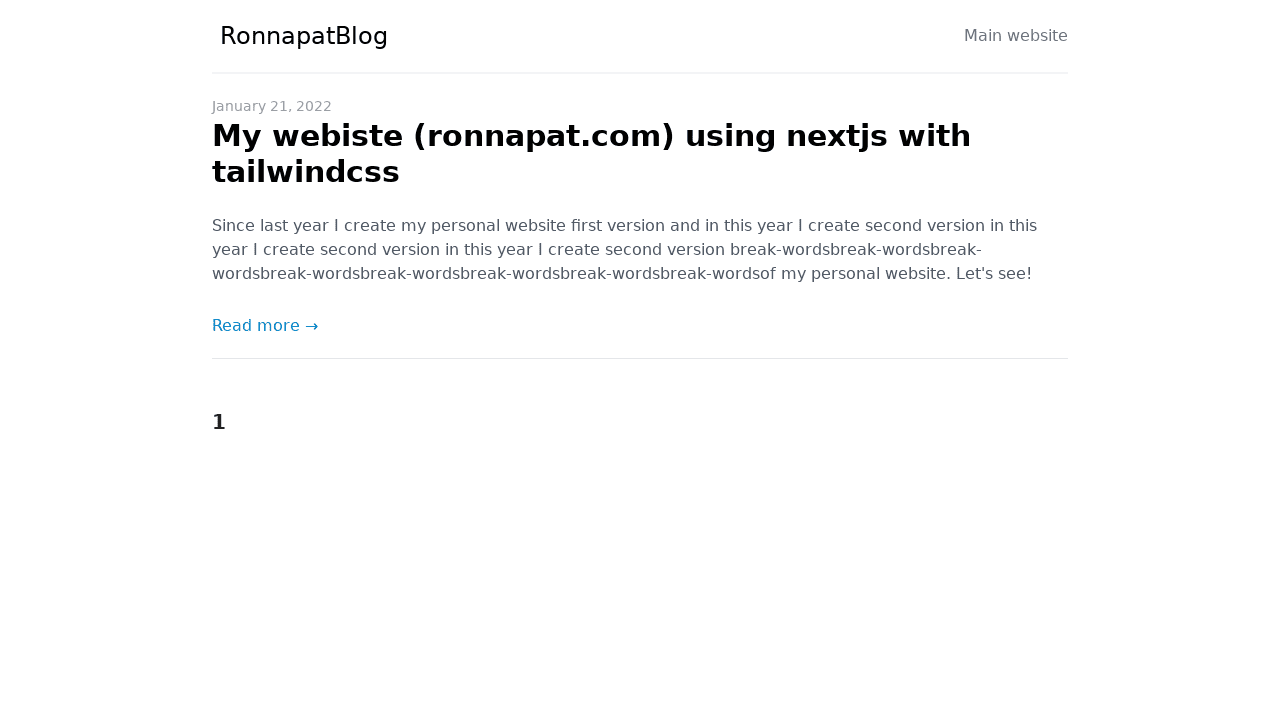 RonnapatBlog
Main website
January 21, 2022
My webiste (ronnapat.com) using nextjs with
tailwindcss
Since last year I create my personal website first version and in this year I create second version in this
year I create second version in this year I create second version break-wordsbreak-wordsbreak-
wordsbreak-wordsbreak-wordsbreak-wordsbreak-wordsbreak-wordsof my personal website. Let's see!
Read more →
1